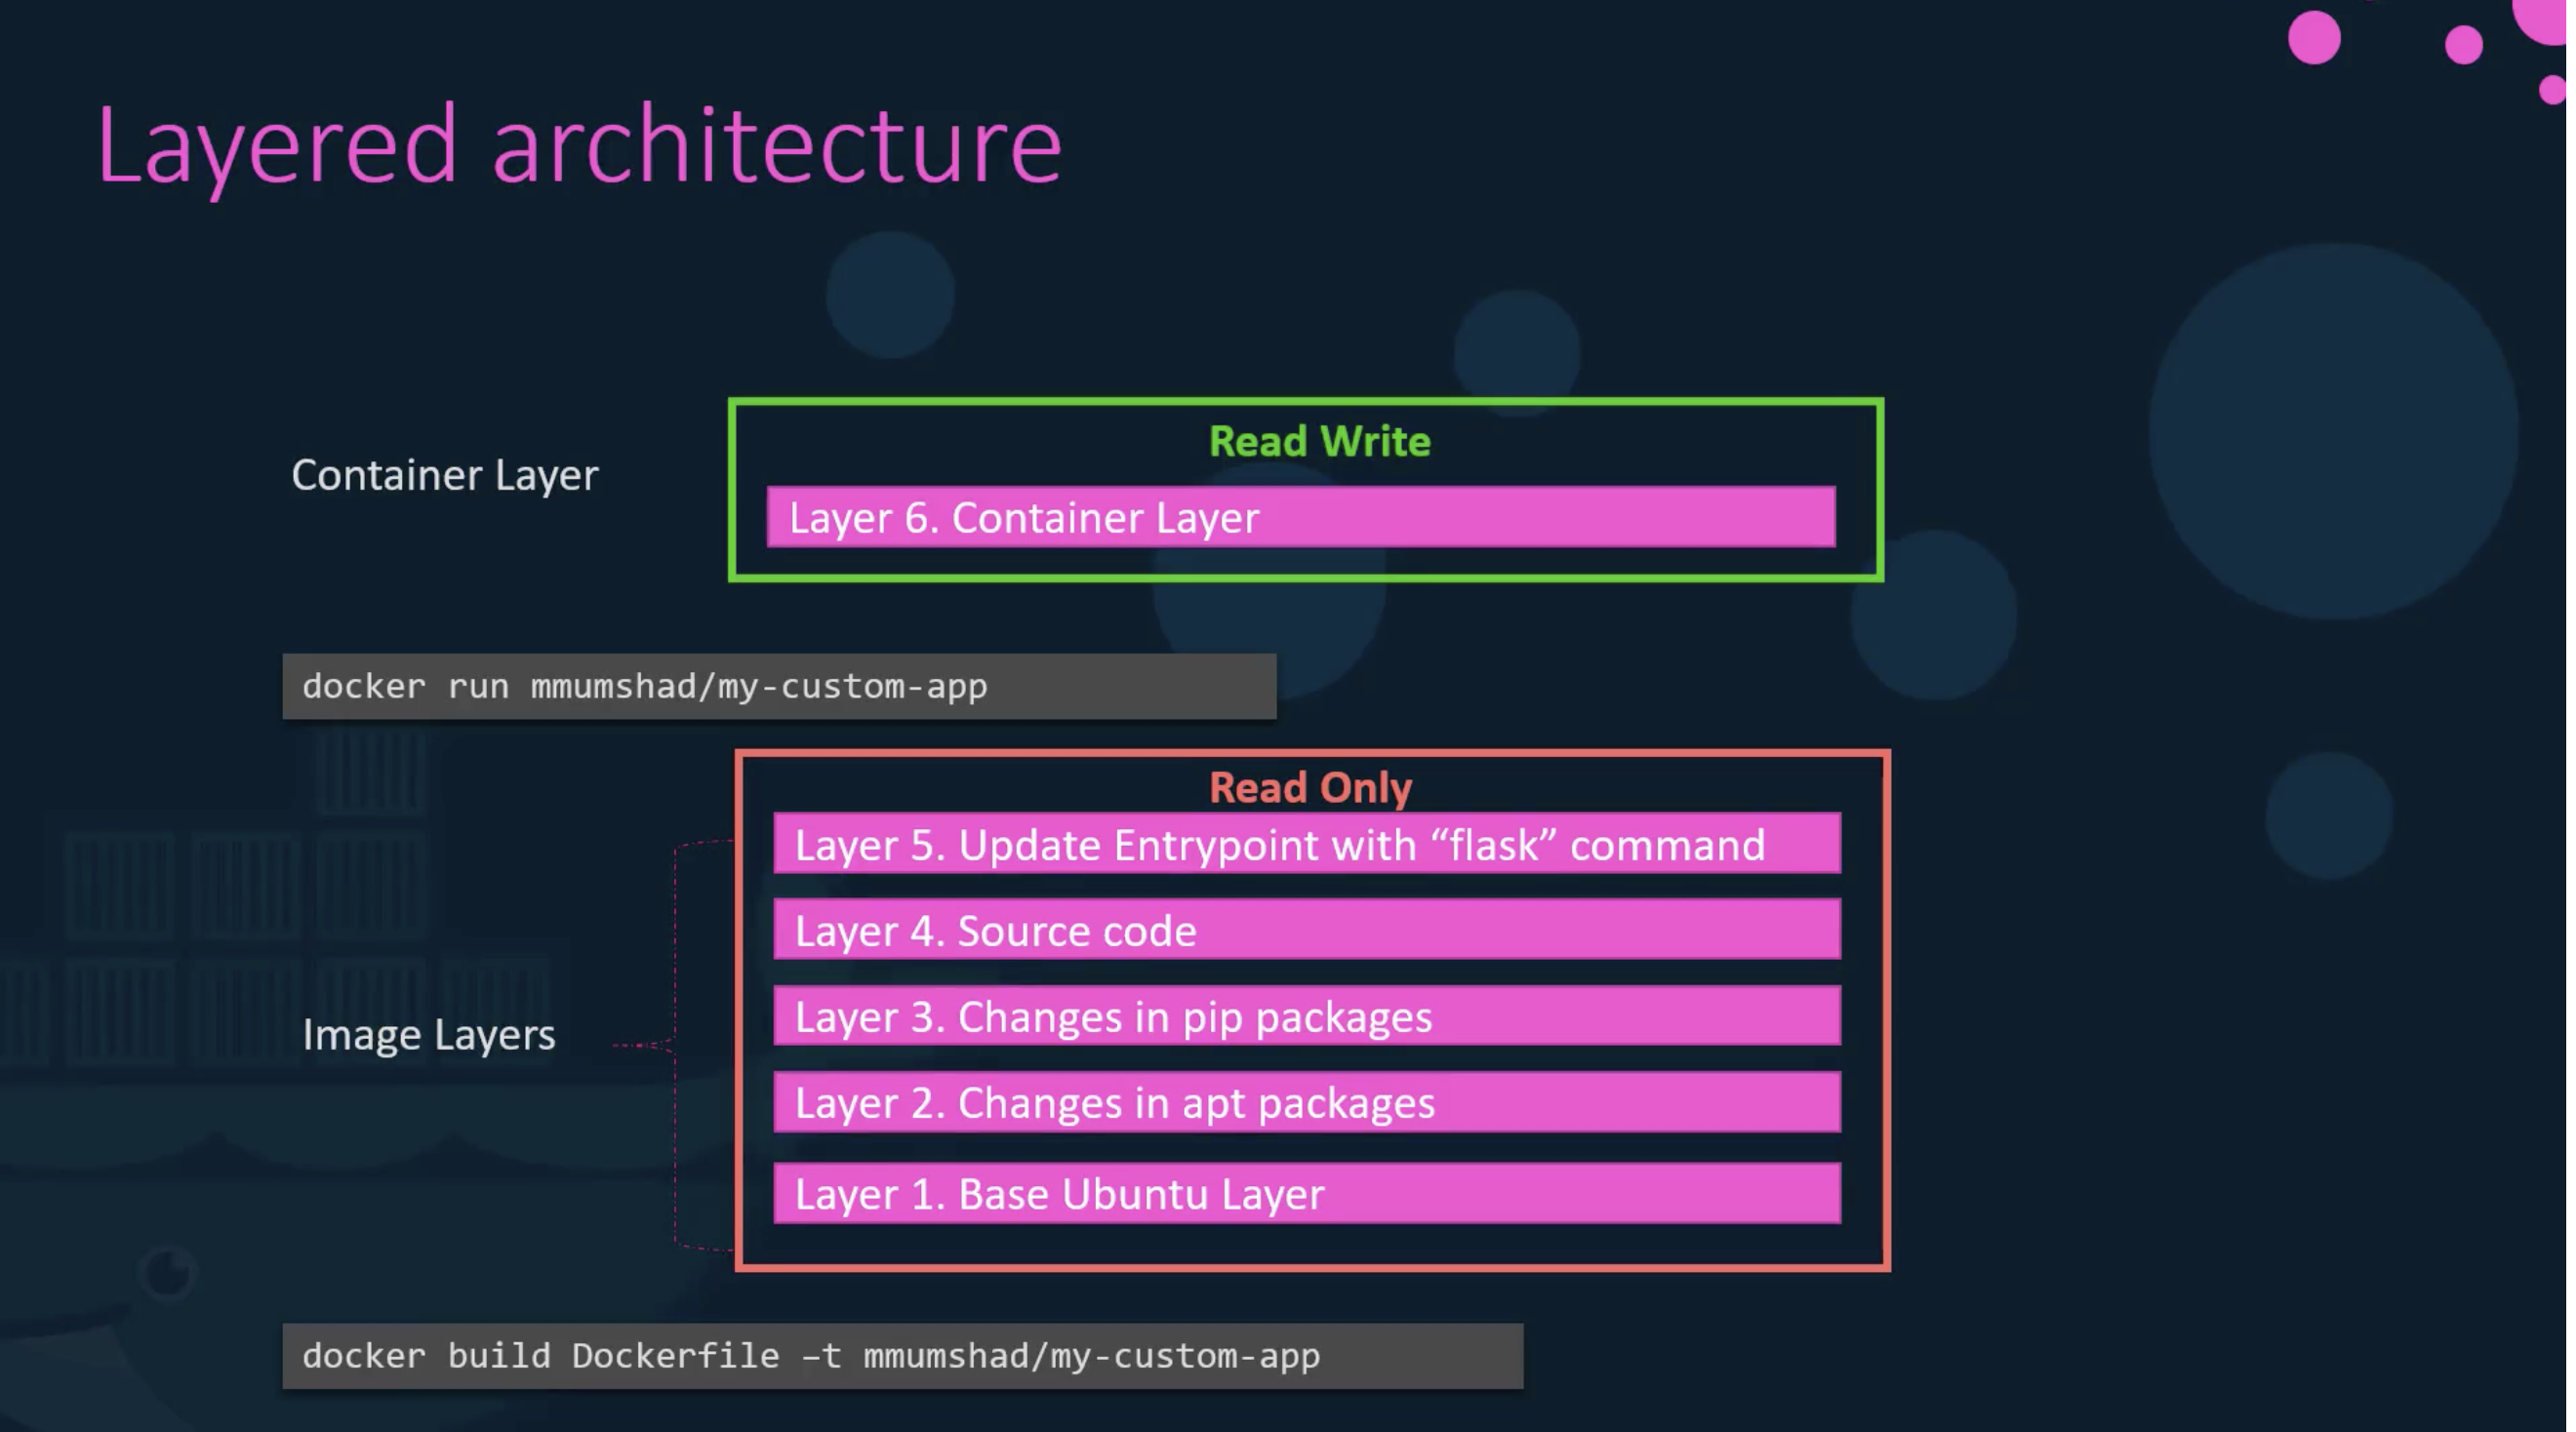 Layered architecture
Read Write
Container Layer
Layer 6. Container Layer
docker run mmumshad/my-custom-app
Read Only
Layer 5. Update Entrypoint with “flask” command
Layer 4. Source code
Layer 3. Changes in pip packages
Image Layers
Layer 2. Changes in apt packages
Layer 1. Base Ubuntu Layer
docker build Dockerfile –t mmumshad/my-custom-app